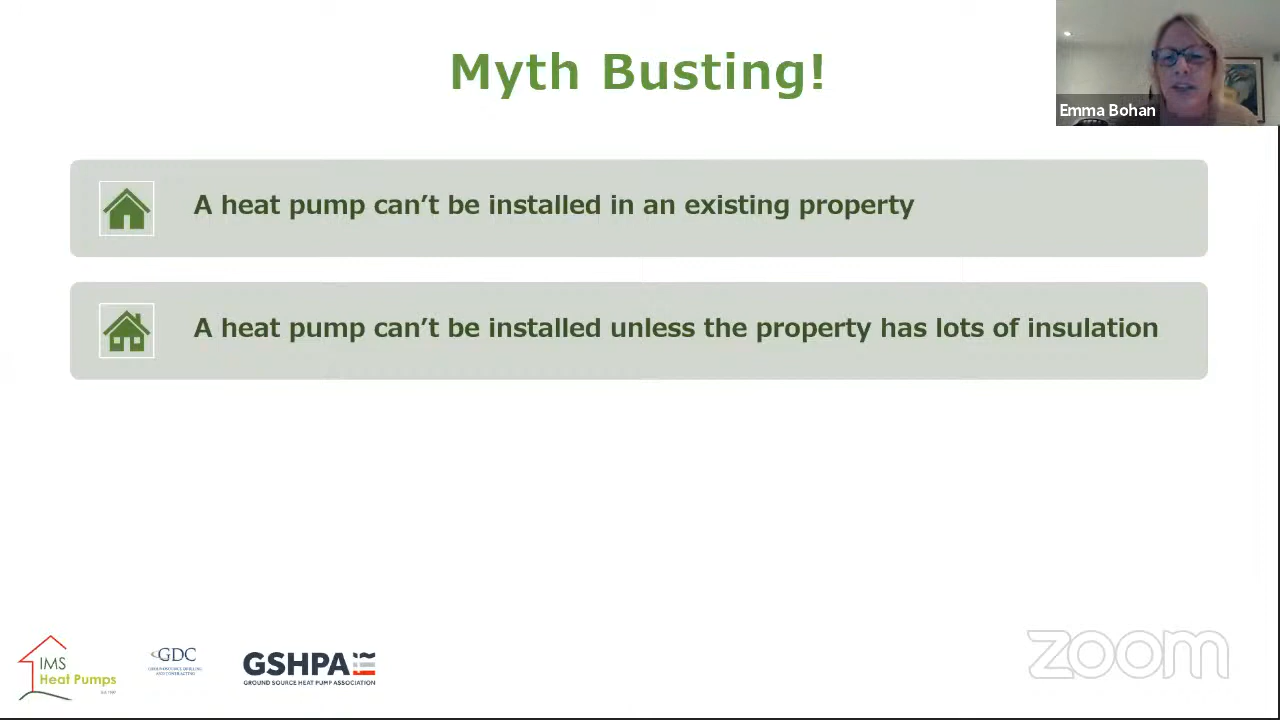 Myth Busting!
Emma Bohan
A heat pump can’t be installed in an existing property
A heat pump can’t be installed unless the property has lots of insulation
IMS
Heat Pumps
GDC
GSHPA
GROUND SOURCE HEAT PUMP ASSOCIATION
zoom